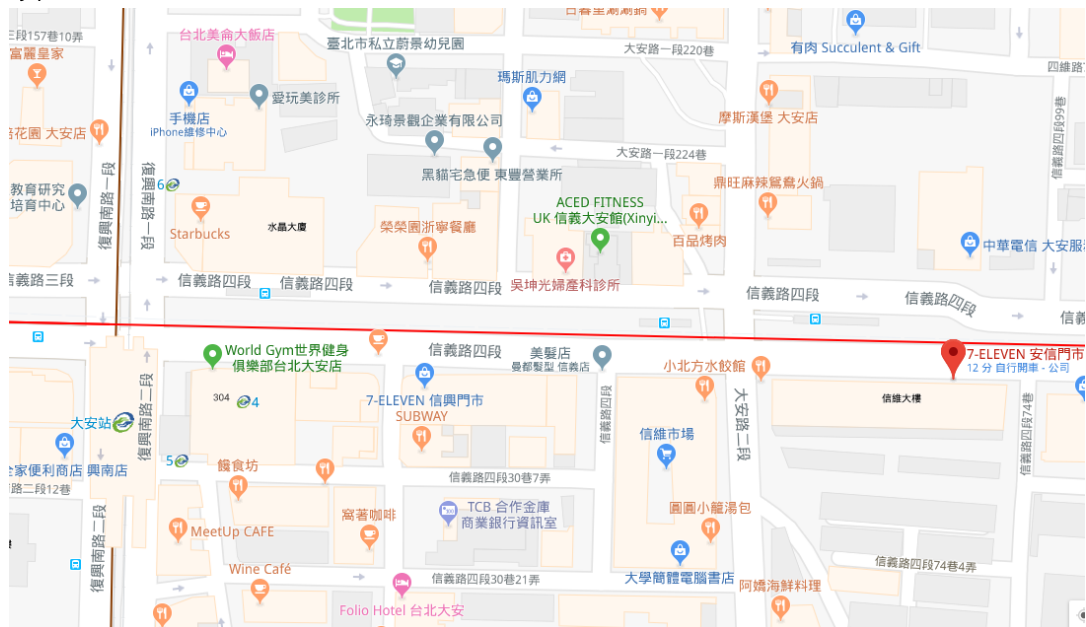 三段157巷10弄
富麗皇家
台北美侖大飯店
臺北市私立蔚景幼兒園
大安路一段220巷
有肉 Succulent & Gift
四維路
手機店
iPhone維修中心
愛玩美診所
瑪斯肌力網
摩斯漢堡 大安店
花園 大安店
永琦景觀企業有限公司
大安路一段224巷
信義路四段99巷
黑貓宅急便 東豐營業所
教育研究
培育中心
復興南路一段
復興南路一段
6
鼎旺麻辣鴛鴦火鍋
ACED FITNESS
UK 信義大安館(Xinyi...
Starbucks
水晶大廈
榮榮園浙寧餐廳
百品烤肉
中華電信 大安服
吳坤光婦產科診所
信義路三段
信義路四段
信義路四段
信義路四段
信義路四段
信義路四段
信義
World Gym世界健身
俱樂部台北大安店
信義路四段
美髮店
曼都髮型 信義店
小北方水餃館
7-ELEVEN 安信門市
12 分 自行開車 - 公司
304
4
7-ELEVEN 信興門市
SUBWAY
信維大樓
大安站
復興南路二段
信義路四段
信維市場
大安路二段
信義路四段74巷
5
全家便利商店 興南店
路二段12巷
饌食坊
信義路四段30巷7弄
TCB 合作金庫
商業銀行資訊室
圓圓小籠湯包
MeetUp CAFE
窩著咖啡
復興南路二段
Wine Café
信義路四段30巷21弄
大學簡體電腦書店
信義路四段74巷4弄
阿嬌海鮮料理
Folio Hotel 台北大安